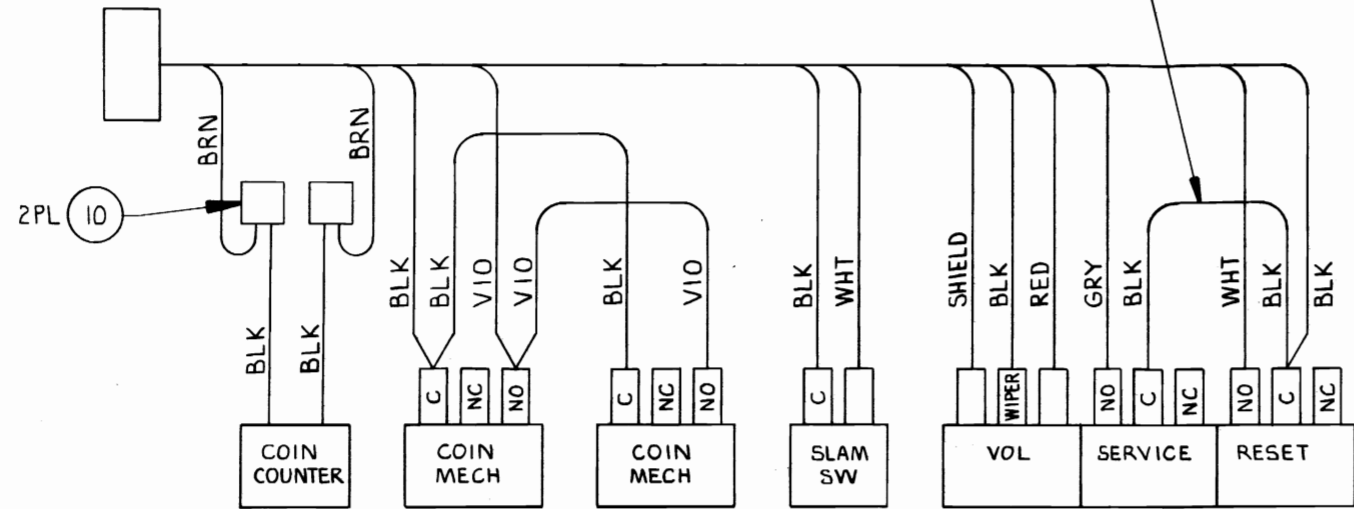 BRN
BRN
2PL 10
BLK
BLK
BLK
BLK
VIO
VIO
BLK
VIO
BLK
WHT
SHIELD
BLK
RED
GRY
BLK
WHT
BLK
BLK
C
NC
NO
C
NC
NO
C
WIPER
NO
C
NC
NO
C
NC
COIN
COUNTER
COIN
MECH
COIN
MECH
SLAM
SW
VOL
SERVICE
RESET